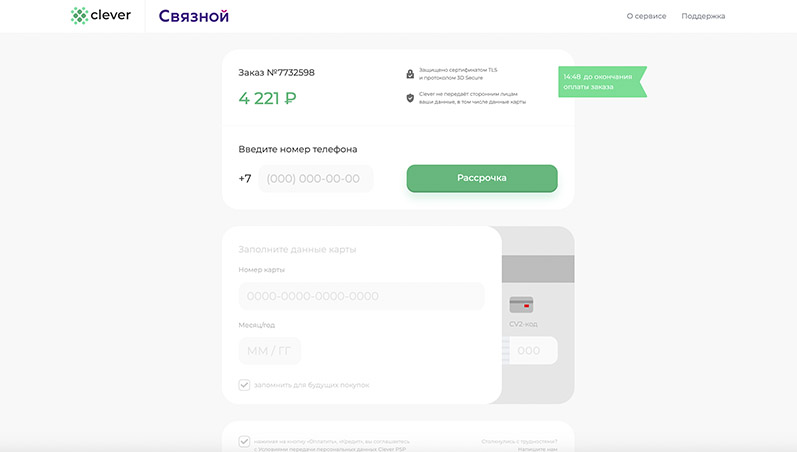 clever
Связной
О сервисе
Поддержка
Заказ №7732598
4 221 ₽
Защищено сертификатом TLS
и протоколом 3D Secure
Clever не передаёт сторонним лицам
ваши данные, в том числе данные карты
14:48 до окончания
оплаты заказа
Введите номер телефона
+7
(000) 000-00-00
Рассрочка
Заполните данные карты
Номер карты
0000-0000-0000-0000
Месяц/год
ММ / ГГ
CV2-код
000
запомнить для будущих покупок
нажимая на кнопку «Оплатить», «Кредит», вы соглашаетесь
с Условиями передачи персональных данных Clever PSP
Столкнулись с трудностями?
Напишите нам